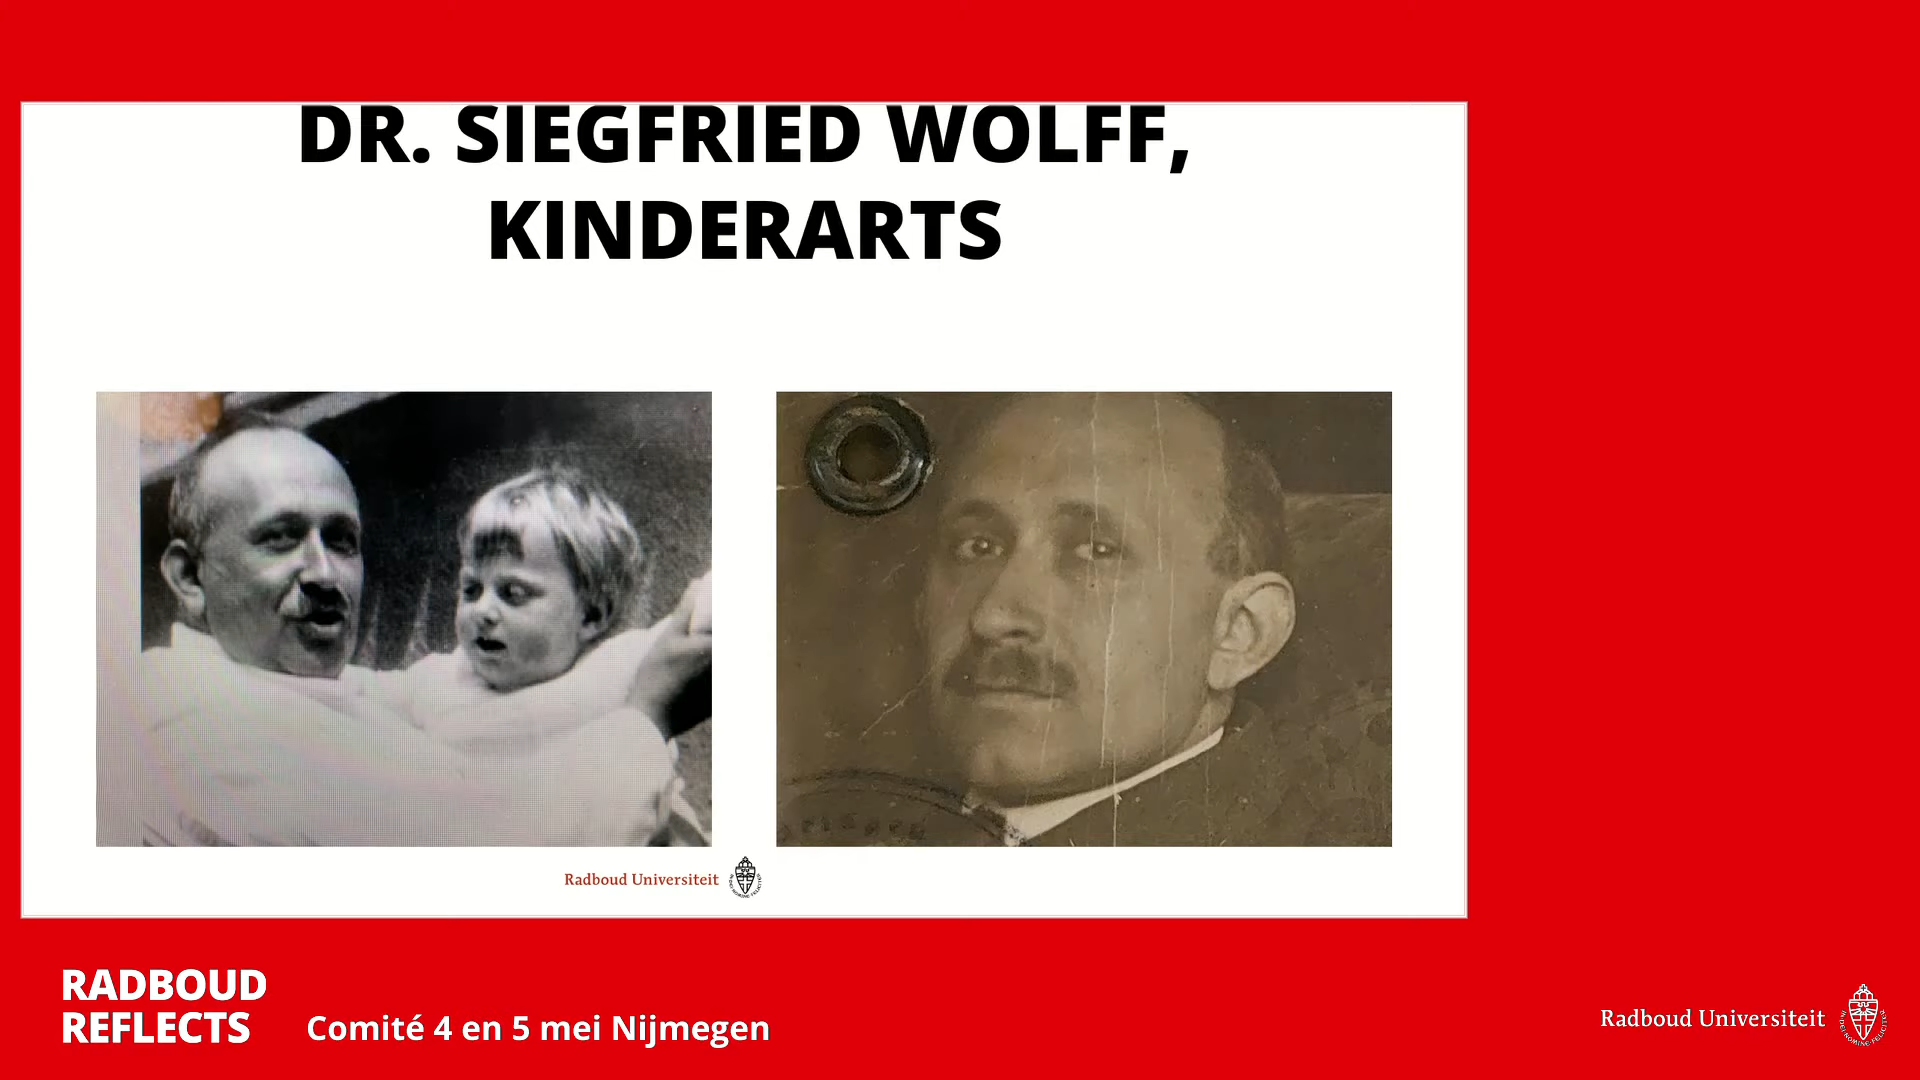 DR. SIEGFRIED WOLFF,
KINDERARTS
Radboud Universiteit
RADBOUD
REFLECTS
Comité 4 en 5 mei Nijmegen
Radboud Universiteit